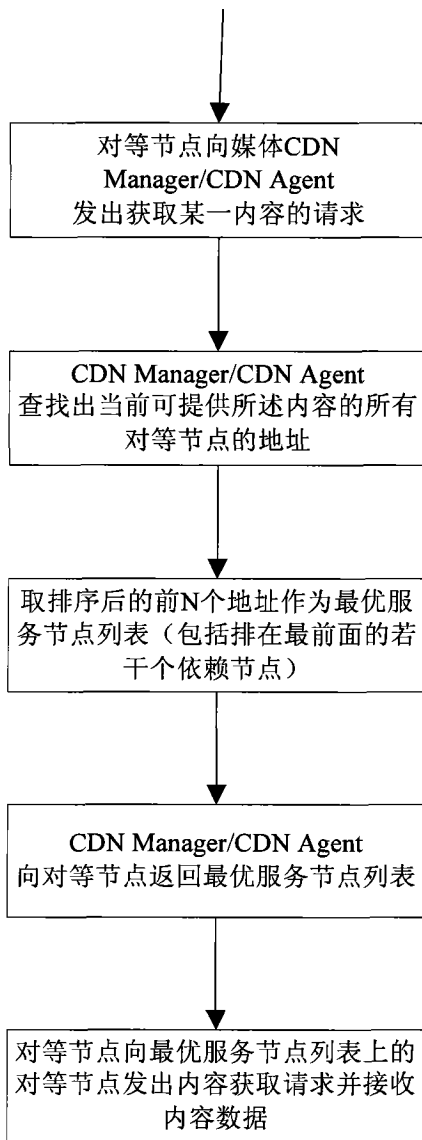 对等节点向媒体CDN
Manager/CDN Agent
发出获取某一内容的请求
CDN Manager/CDN Agent
查找出当前可提供所述内容的所有
对等节点的地址
取排序后的前N个地址作为最优服
务节点列表（包括排在最前面的若
干个依赖节点）
CDN Manager/CDN Agent
向对等节点返回最优服务节点列表
对等节点向最优服务节点列表上的
对等节点发出内容获取请求并接收
内容数据